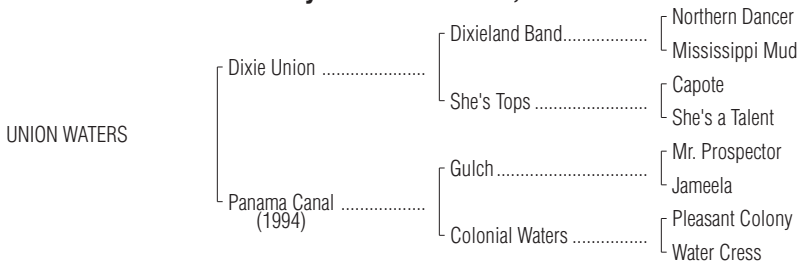 Northern Dancer
Dixieland Band..................
Mississippi Mud
Dixie Union ......................
Capote
She's Tops ........................
She's a Talent
UNION WATERS
Mr. Prospector
Gulch................................
Jameela
Panama Canal ..................
(1994)
Pleasant Colony
Colonial Waters ................
Water Cress